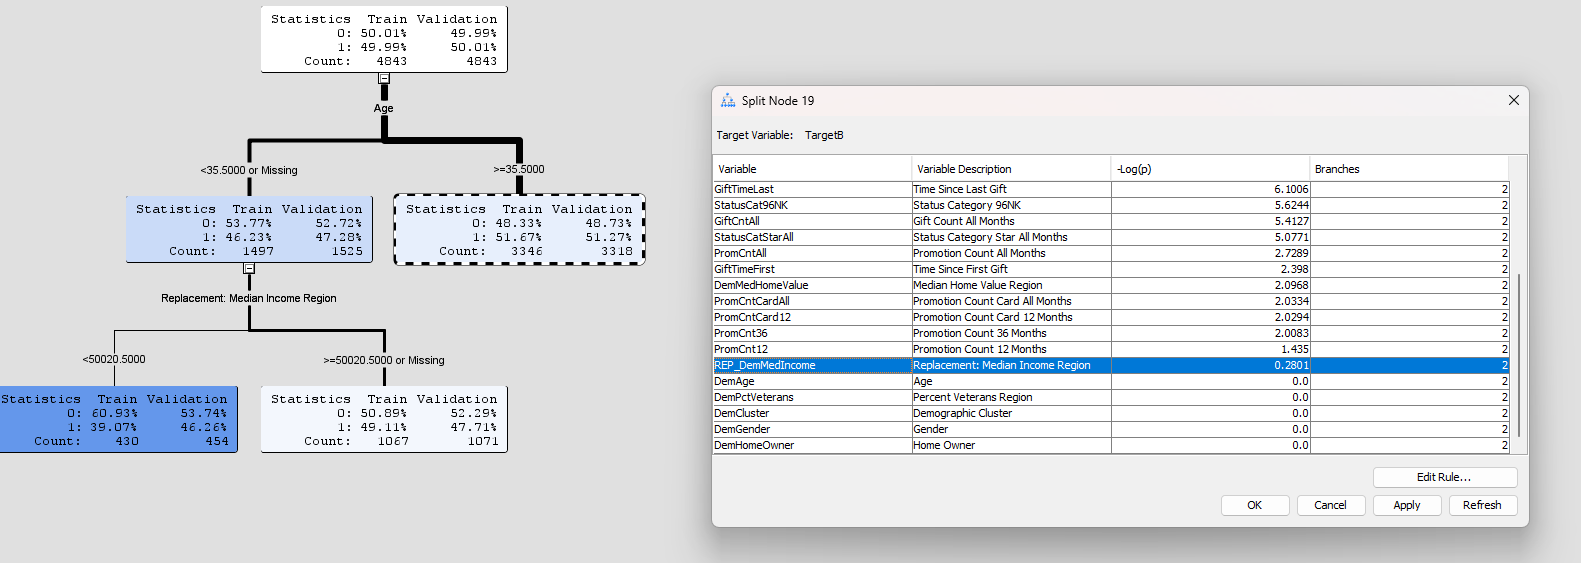 Statistics Train Validation
0: 50.01% 49.99%
1: 49.99% 50.01%
Count: 4843 4843
Age
<35.5000 or Missing
>=35.5000
Statistics Train Validation
0: 53.77% 52.72%
1: 46.23% 47.28%
Count: 1497 1525
Statistics Train Validation
0: 48.33% 48.73%
1: 51.67% 51.27%
Count: 3346 3318
Replacement: Median Income Region
<50020.5000
>=50020.5000 or Missing
Statistics Train Validation
0: 60.93% 53.74%
1: 39.07% 46.26%
Count: 430 454
Statistics Train Validation
0: 50.89% 52.29%
1: 49.11% 47.71%
Count: 1067 1071
Split Node 19
Target Variable: TargetB
Variable Variable Description -Log(p) Branches
GiftTimeLast Time Since Last Gift 6.1006 2
StatusCat96NK Status Category 96NK 5.6244 2
GiftCntAll Gift Count All Months 5.4127 2
StatusCatStarAll Status Category Star All Months 5.0771 2
PromCntAll Promotion Count All Months 2.7289 2
GiftTimeFirst Time Since First Gift 2.398 2
DemMedHomeValue Median Home Value Region 2.0968 2
PromCntCardAll Promotion Count Card All Months 2.0334 2
PromCntCard12 Promotion Count Card 12 Months 2.0294 2
PromCnt36 Promotion Count 36 Months 2.0083 2
PromCnt12 Promotion Count 12 Months 1.435 2
REP_DemMedIncome Replacement: Median Income Region 0.2801 2
DemAge Age 0.0 2
DemPctVeterans Percent Veterans Region 0.0 2
DemCluster Demographic Cluster 0.0 2
DemGender Gender 0.0 2
DemHomeOwner Home Owner 0.0 2
Edit Rule...
OK Cancel Apply Refresh